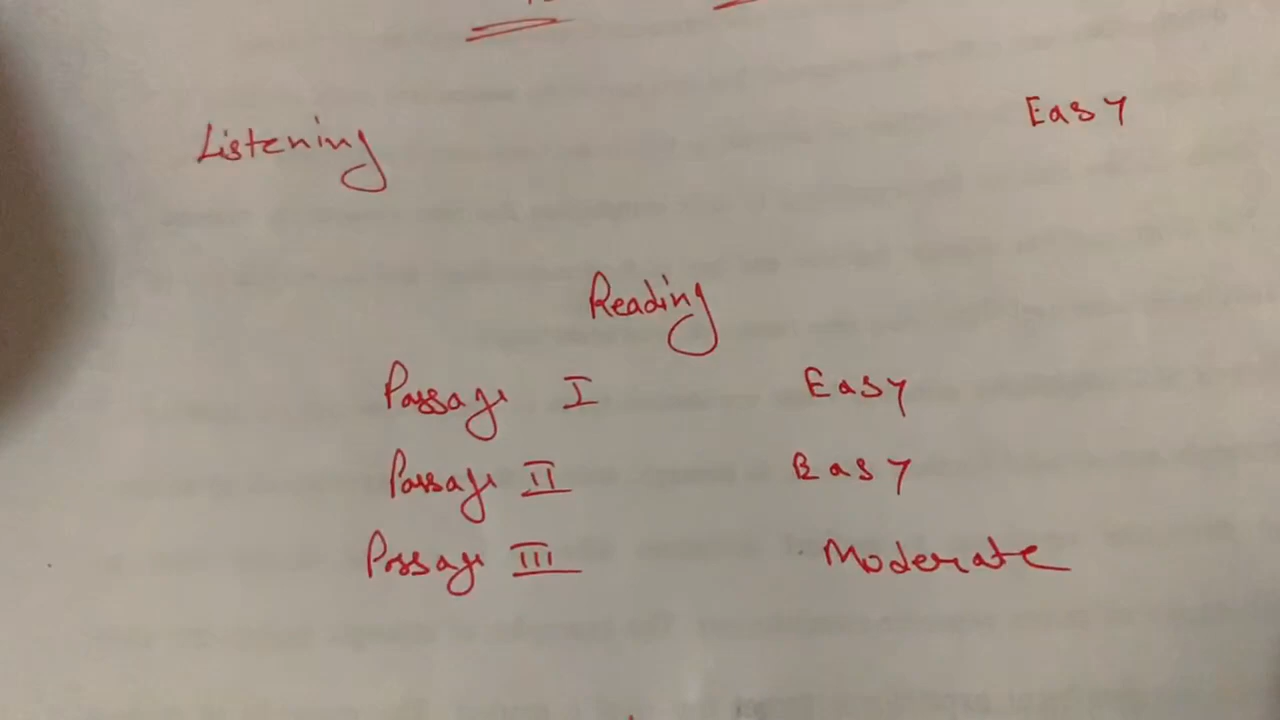 Listening Easy
Reading
Passage I Easy
Passage II Easy
Passage III Moderate